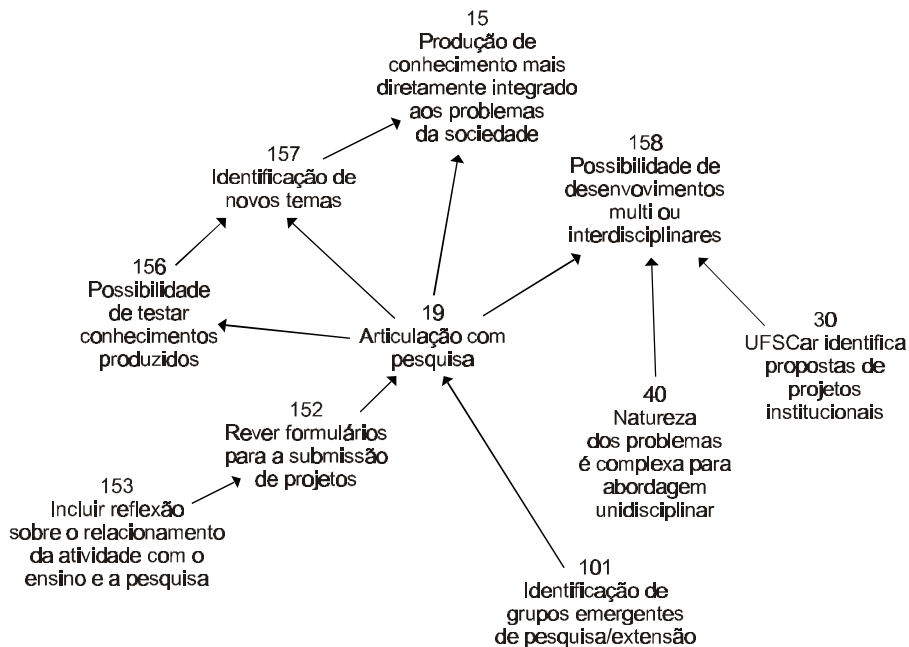 15
Produção de
conhecimento mais
diretamente integrado
aos problemas
da sociedade
157
Identificação de
novos temas
158
Possibilidade de
desenvovimentos
multi ou
interdisciplinares
156
Possibilidade
de testar
conhecimentos
produzidos
19
Articulação com
pesquisa
30
UFSCar identifica
propostas de
projetos
institucionais
152
Rever formulários
para a submissão
de projetos
40
Natureza
dos problemas
é complexa para
abordagem
unidisciplinar
153
Incluir reflexão
sobre o relacionamento
da atividade com o
ensino e a pesquisa
101
Identificação de
grupos emergentes
de pesquisa/extensão